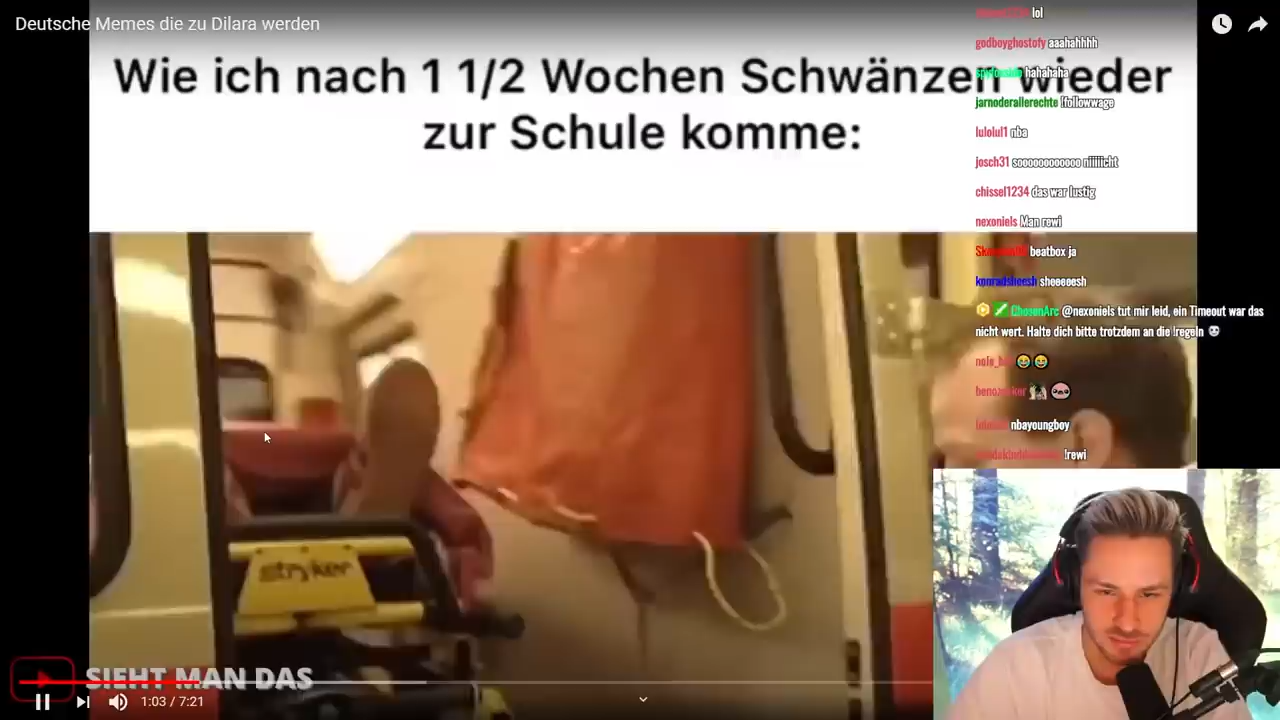 Deutsche Memes die zu Dilara werden
Wie ich nach 1 1/2 Wochen Schwänzen wieder
zur Schule komme:
lol
godboyghostofy aaahahhhh
hahahaha
jarnoderallerechte !followwage
lulolul1 nba
josch31 soooooooooooo niiiiicht
chissel1234 das war lustig
nexoniels Man rewi
beatbox ja
konradsheesh sheeeeesh
ChosenArc @nexoniels tut mir leid, ein Timeout war das
nicht wert. Halte dich bitte trotzdem an die !regeln
nbayoungboy
!rewi
stryker
SIEHT MAN DAS
1:03 / 7:21